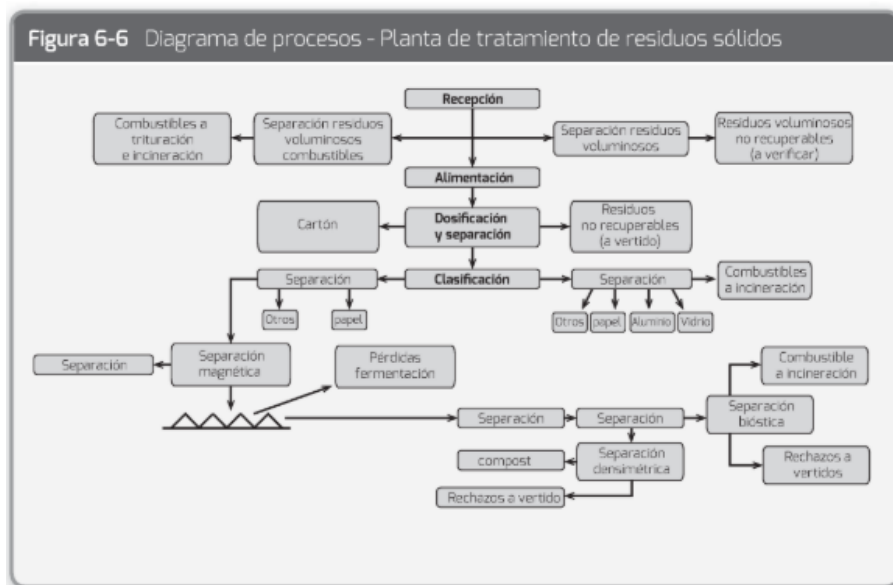 Figura 6-6 Diagrama de procesos - Planta de tratamiento de residuos sólidos
Recepción
Combustibles a
trituración
e incineración
Separación residuos
voluminosos
combustibles
Separación residuos
voluminosos
Residuos voluminosos
no recuperables
(a verificar)
Alimentación
Cartón
Dosificación
y separación
Residuos
no recuperables
(a vertido)
Separación
Clasificación
Separación
Combustibles
a incineración
Otros
papel
Otros
papel
Aluminio
Vidrio
Separación
Separación
magnética
Pérdidas
fermentación
Combustible
a incineración
Separación
Separación
Separación
bióstica
compost
Separación
densimétrica
Rechazos a
vertidos
Rechazos a vertido